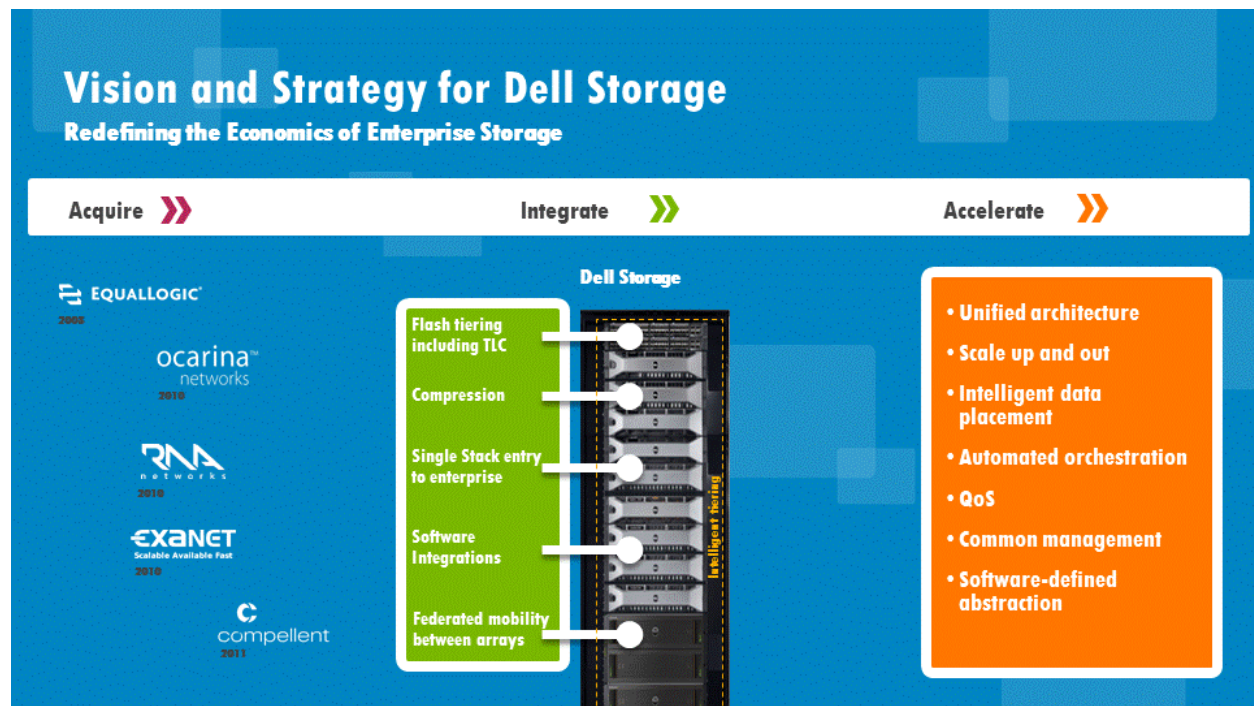 Vision and Strategy for Dell Storage
Redefining the Economics of Enterprise Storage
Acquire
Integrate
Accelerate
EQUALLOGIC
2008
ocarina™
networks
2010
RNA
networks
2010
EXANET
Scalable Available Fast
2010
compellent
2011
Dell Storage
Flash tiering
including TLC
Compression
Single Stack entry
to enterprise
Software
Integrations
Federated mobility
between arrays
Intelligent tiering
• Unified architecture
• Scale up and out
• Intelligent data
placement
• Automated orchestration
• QoS
• Common management
• Software-defined
abstraction